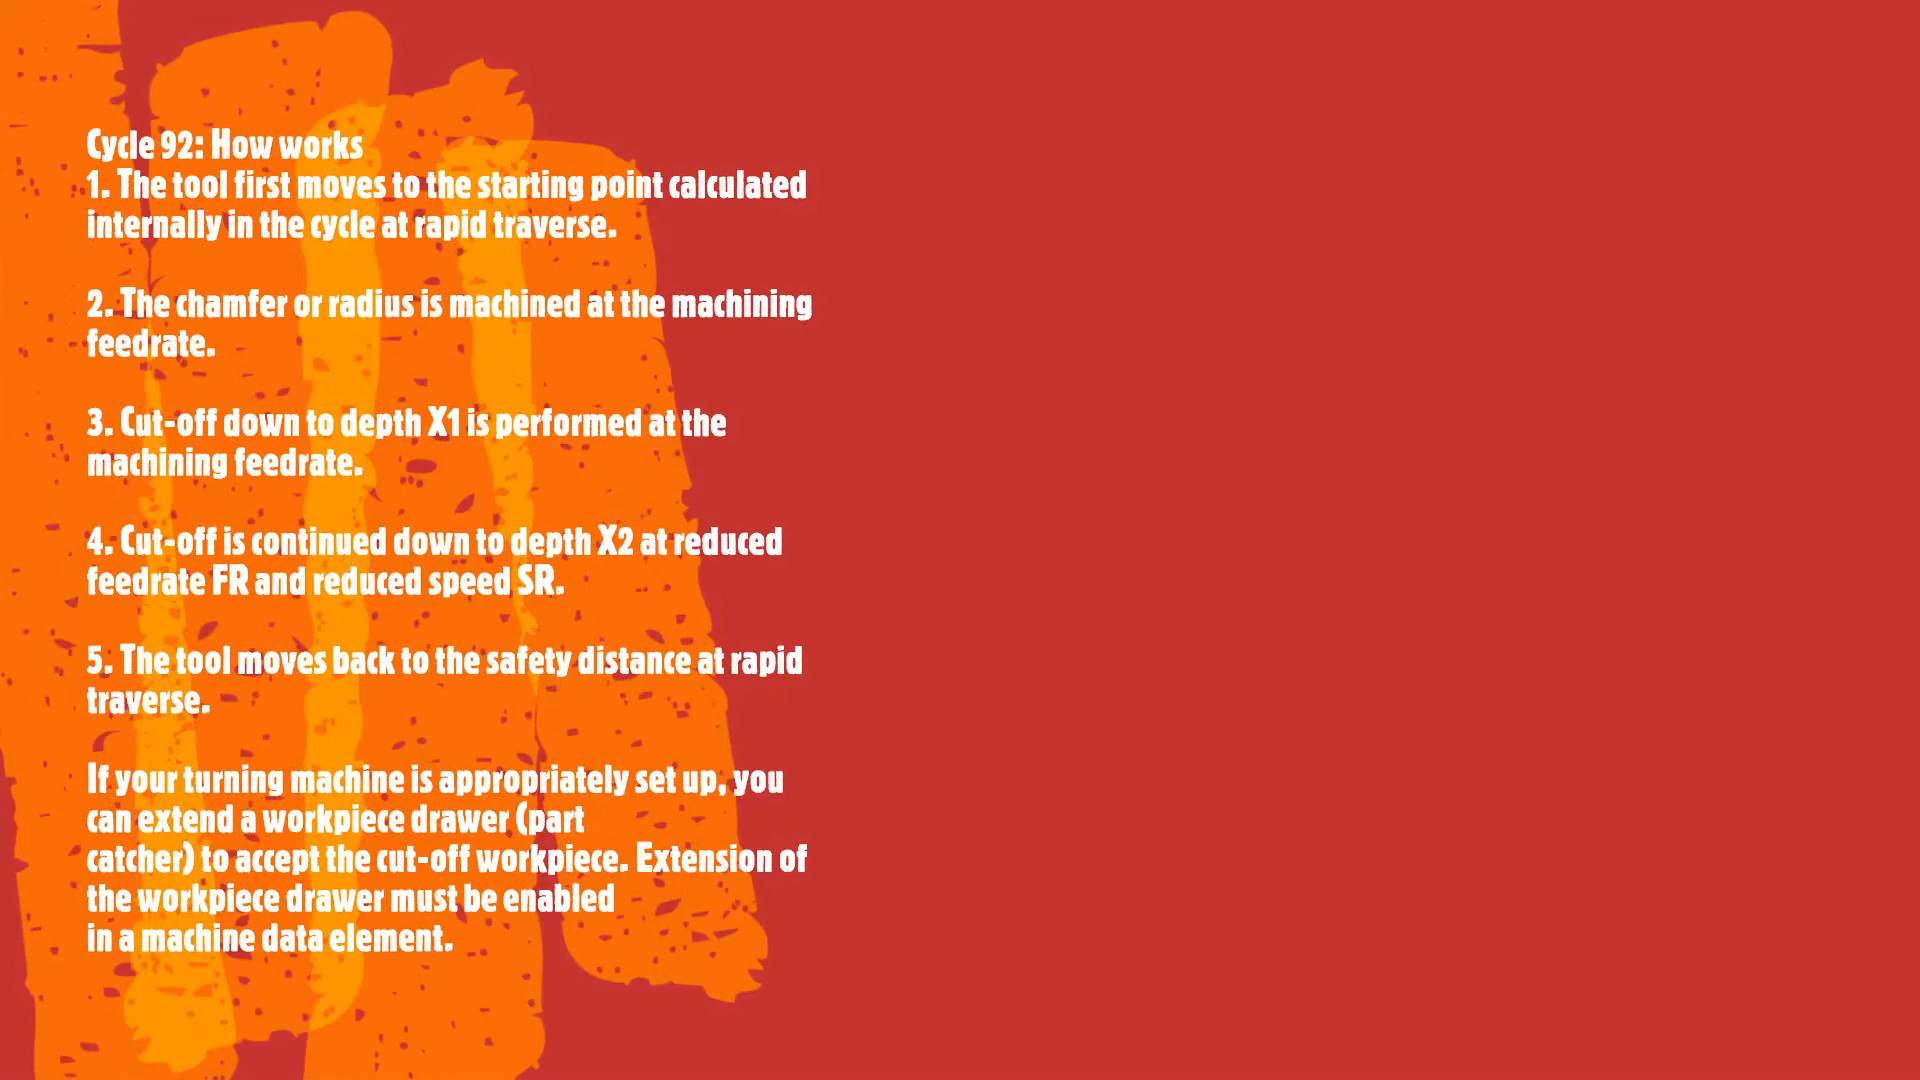 Cycle 92: How works
1. The tool first moves to the starting point calculated
internally in the cycle at rapid traverse.
2. The chamfer or radius is machined at the machining
feedrate.
3. Cut-off down to depth X1 is performed at the
machining feedrate.
4. Cut-off is continued down to depth X2 at reduced
feedrate FR and reduced speed SR.
5. The tool moves back to the safety distance at rapid
traverse.
If your turning machine is appropriately set up, you
can extend a workpiece drawer (part
catcher) to accept the cut-off workpiece. Extension of
the workpiece drawer must be enabled
in a machine data element.